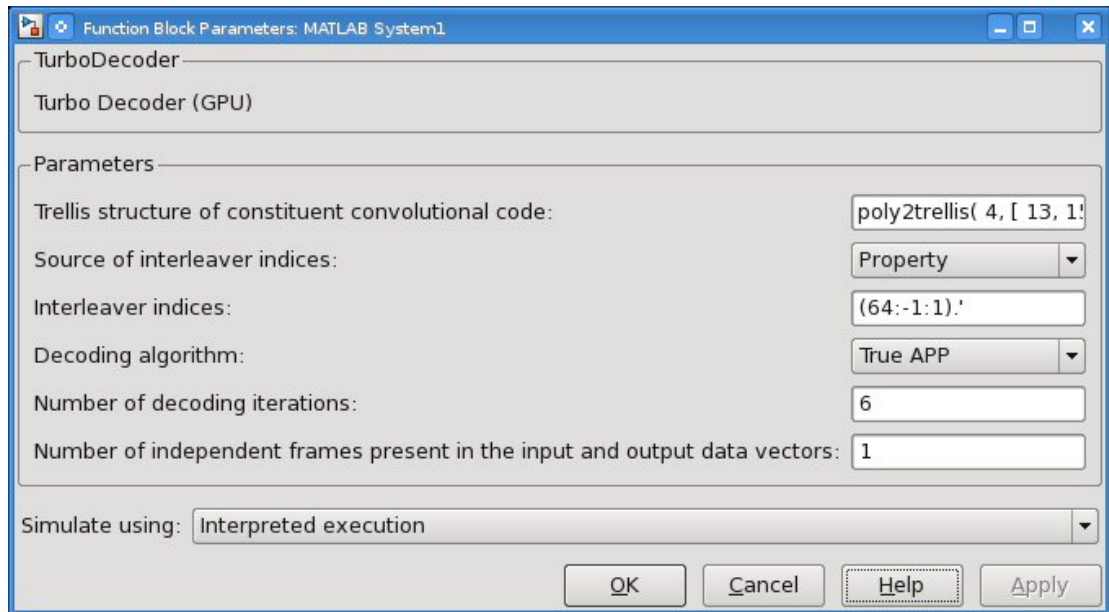 Function Block Parameters: MATLAB System1
TurboDecoder
Turbo Decoder (GPU)
Parameters
Trellis structure of constituent convolutional code: poly2trellis( 4, [ 13, 1
Source of interleaver indices: Property
Interleaver indices: (64:-1:1).'
Decoding algorithm: True APP
Number of decoding iterations: 6
Number of independent frames present in the input and output data vectors: 1
Simulate using: Interpreted execution
OK Cancel Help Apply